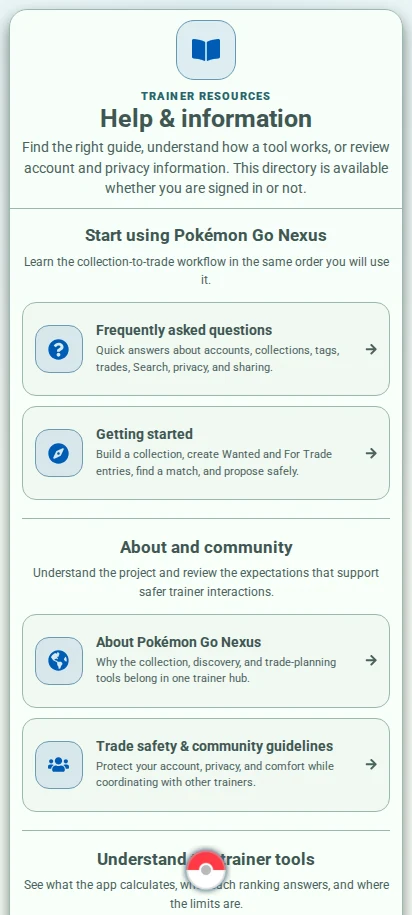 TRAINER RESOURCES
Help & information
Find the right guide, understand how a tool works, or review
account and privacy information. This directory is available
whether you are signed in or not.
Start using Pokémon Go Nexus
Learn the collection-to-trade workflow in the same order you will use
it.
Frequently asked questions
Quick answers about accounts, collections, tags,
trades, Search, privacy, and sharing.
Getting started
Build a collection, create Wanted and For Trade
entries, find a match, and propose safely.
About and community
Understand the project and review the expectations that support
safer trainer interactions.
About Pokémon Go Nexus
Why the collection, discovery, and trade-planning
tools belong in one trainer hub.
Trade safety & community guidelines
Protect your account, privacy, and comfort while
coordinating with other trainers.
Understand trainer tools
See what the app calculates, ranking answers, and where
the limits are.